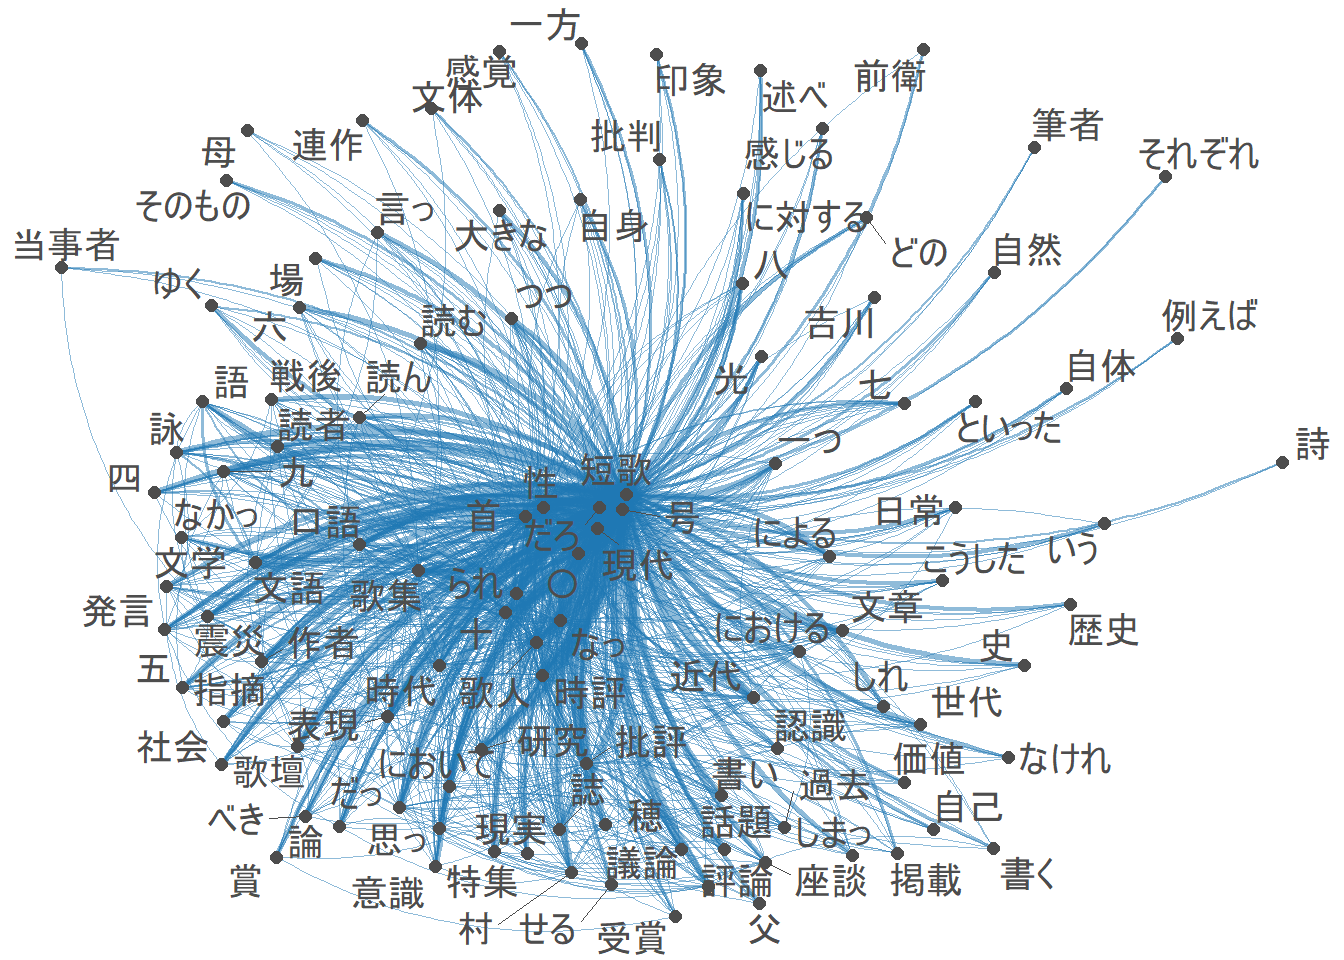 一方
感覚
印象
述べ
前衛
文体
筆者
批判
連作
母
感じる
それぞれ
そのもの
言っ
大きな
自身
に対する
どの
自然
当事者
ゆく
場
八
つつ
六
読む
吉川
例えば
語
戦後
読ん
光
七
自体
詠
読者
一つ
といった
詩
四
九
性
短歌
なかっ
口語
首
だろ
号
日常
による
文学
文語
歌集
られ
〇
現代
こうした
いう
発言
震災
作者
十
なっ
における
文章
歴史
五
指摘
時代
歌人
時評
近代
しれ
史
世代
社会
表現
研究
批評
認識
歌壇
において
価値
なけれ
べき
だっ
誌
書い
過去
自己
論
思っ
現実
穂
話題
しまっ
賞
意識
特集
議論
評論
座談
掲載
書く
村
せる
受賞
父